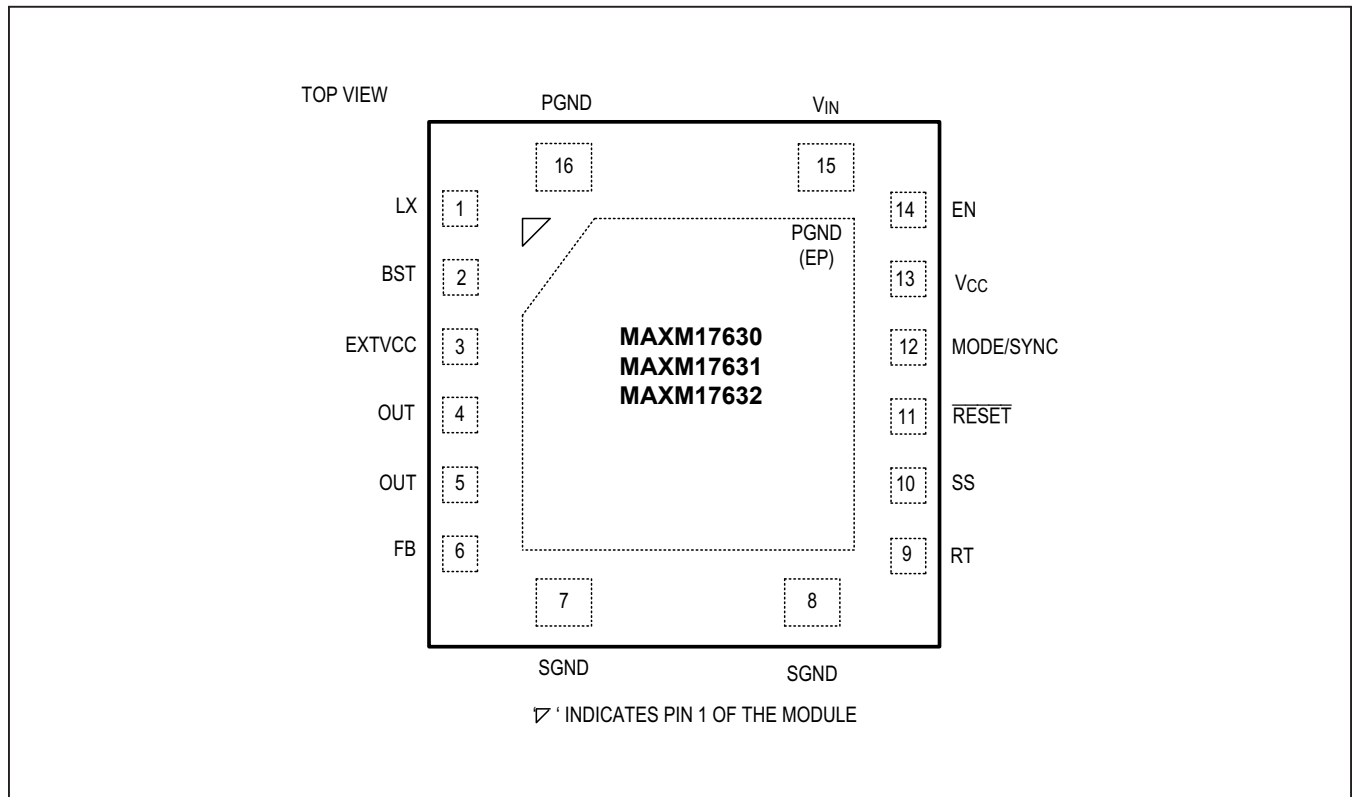 TOP VIEW
PGND
VIN
16
15
LX
1
14
EN
PGND
(EP)
BST
2
13
VCC
EXTVCC
3
MAXM17630
MAXM17631
MAXM17632
12
MODE/SYNC
OUT
4
11
RESET
OUT
5
10
SS
FB
6
9
RT
7
8
SGND
SGND
' ' INDICATES PIN 1 OF THE MODULE